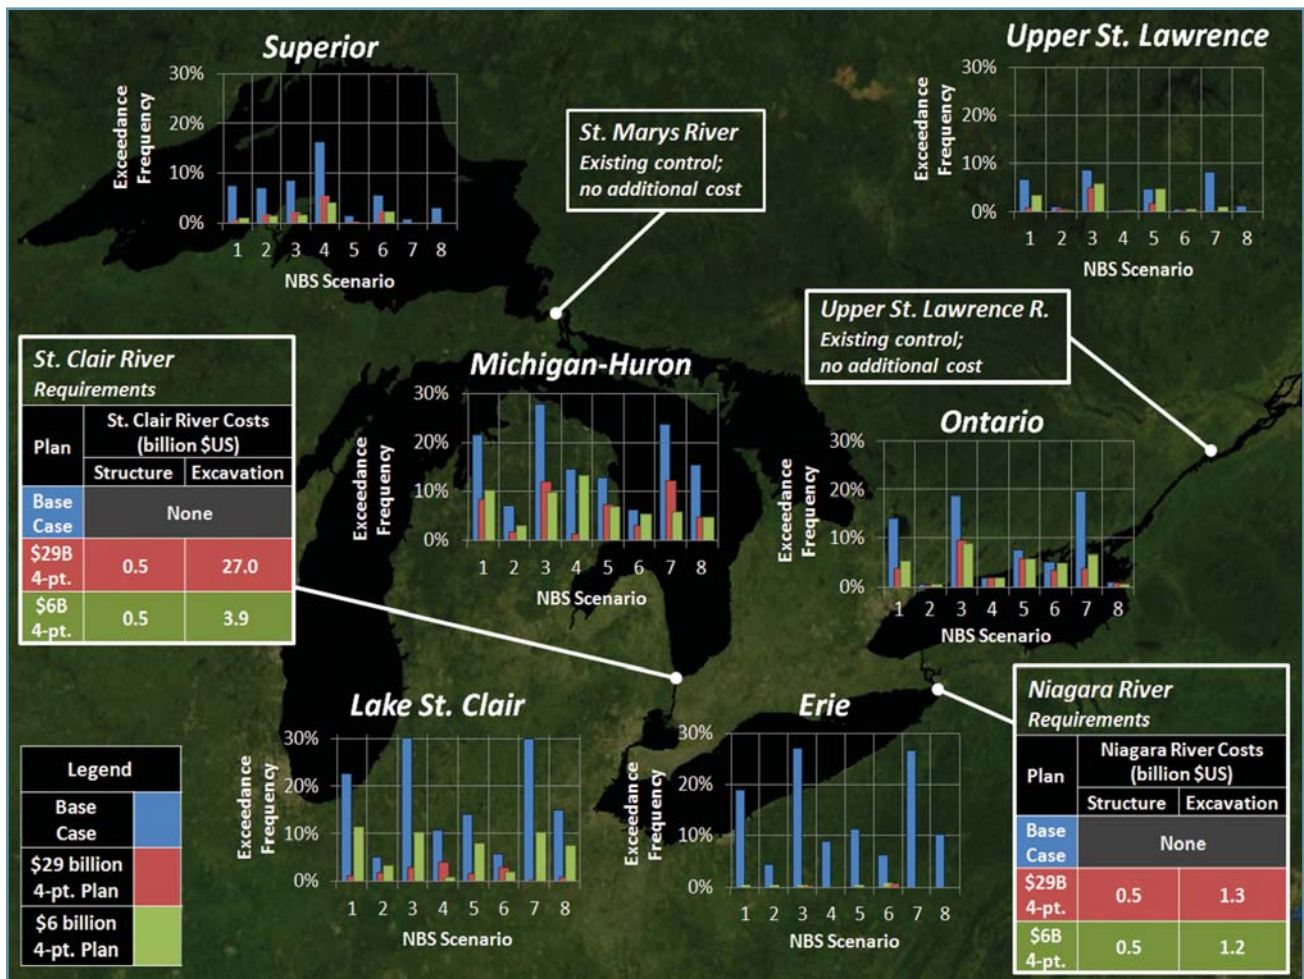 Superior
30%
20%
10%
0%
Exceedance
Frequency
1 2 3 4 5 6 7 8
NBS Scenario
Upper St. Lawrence
30%
20%
10%
0%
Exceedance
Frequency
1 2 3 4 5 6 7 8
NBS Scenario
St. Marys River
Existing control;
no additional cost
Upper St. Lawrence R.
Existing control;
no additional cost
St. Clair River
Requirements
Plan
St. Clair River Costs
(billion $US)
Structure Excavation
Base
Case
None
$29B
4-pt.
0.5 27.0
$6B
4-pt.
0.5 3.9
Michigan-Huron
30%
20%
10%
0%
Exceedance
Frequency
1 2 3 4 5 6 7 8
NBS Scenario
Ontario
30%
20%
10%
0%
Exceedance
Frequency
1 2 3 4 5 6 7 8
NBS Scenario
Lake St. Clair
30%
20%
10%
0%
Exceedance
Frequency
1 2 3 4 5 6 7 8
NBS Scenario
Erie
30%
20%
10%
0%
Exceedance
Frequency
1 2 3 4 5 6 7 8
NBS Scenario
Niagara River
Requirements
Plan
Niagara River Costs
(billion $US)
Structure Excavation
Base
Case
None
$29B
4-pt.
0.5 1.3
$6B
4-pt.
0.5 1.2
Legend
Base
Case
$29 billion
4-pt. Plan
$6 billion
4-pt. Plan